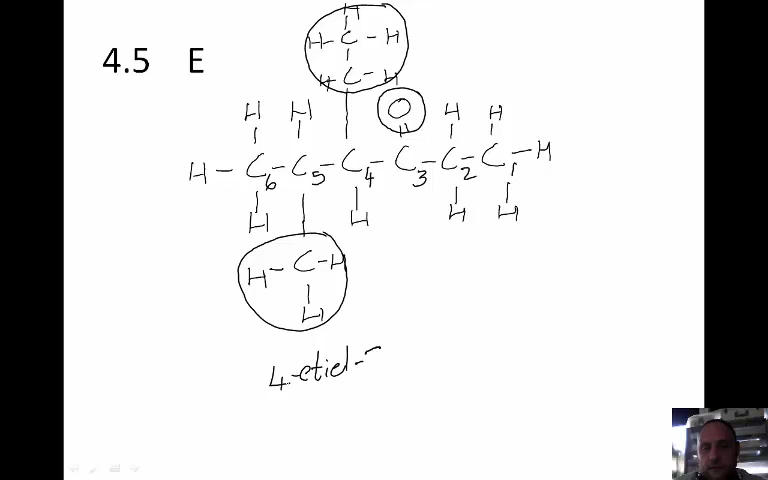 4.5 E
H
H - C - H
H - C - H
H H O H H
H - C6 - C5 - C4 - C3 - C2 - C1 - H
H H H H
H - C - H
H
4-etiel-